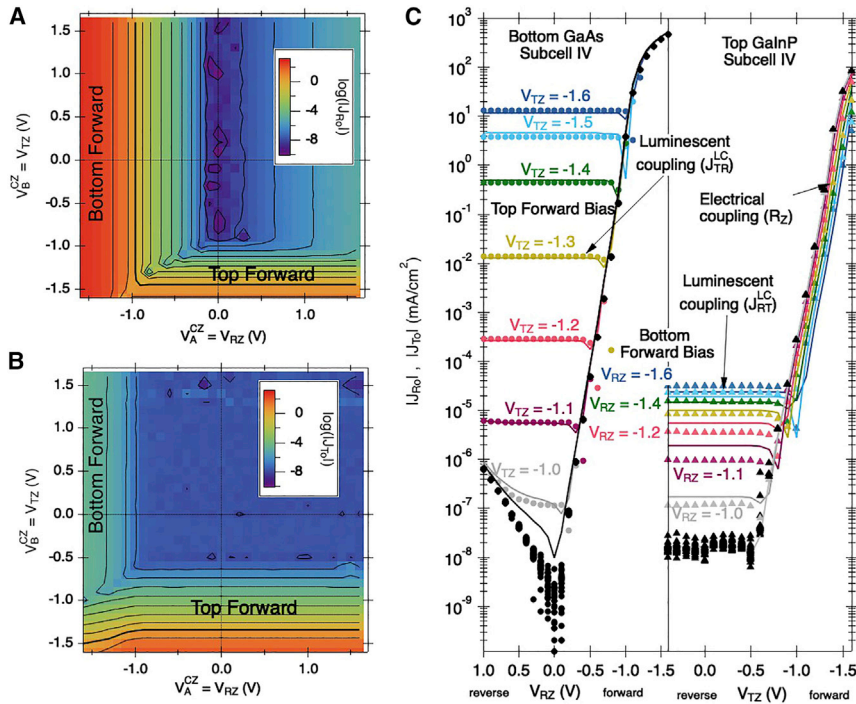 A
1.5
1.0
0.5
0.0
-0.5
-1.0
-1.5
V_B^CZ = V_TZ (V)
Bottom Forward
Top Forward
0
-4
-8
log(|J_Ro|)
-1.0
0.0
1.0
V_A^CZ = V_RZ (V)
B
1.5
1.0
0.5
0.0
-0.5
-1.0
-1.5
V_B^CZ = V_TZ (V)
Bottom Forward
Top Forward
0
-4
-8
log(|J_To|)
-1.0
0.0
1.0
V_A^CZ = V_RZ (V)
C
10^3
10^2
10^1
10^0
10^-1
10^-2
10^-3
10^-4
10^-5
10^-6
10^-7
10^-8
10^-9
|J_Ro| , |J_To| (mA/cm^2)
Bottom GaAs
Subcell IV
Top GaInP
Subcell IV
V_TZ = -1.6
V_TZ = -1.5
V_TZ = -1.4
Top Forward Bias
V_TZ = -1.3
V_TZ = -1.2
V_TZ = -1.1
V_TZ = -1.0
Luminescent
coupling (J_TR^LC)
Electrical
coupling (R_Z)
Luminescent
coupling (J_RT^LC)
Bottom
Forward Bias
V_RZ = -1.6
V_RZ = -1.4
V_RZ = -1.2
V_RZ = -1.1
V_RZ = -1.0
1.0
0.5
0.0
-0.5
-1.0
-1.5
0.0
-0.5
-1.0
-1.5
reverse
V_RZ (V)
forward
reverse
V_TZ (V)
forward